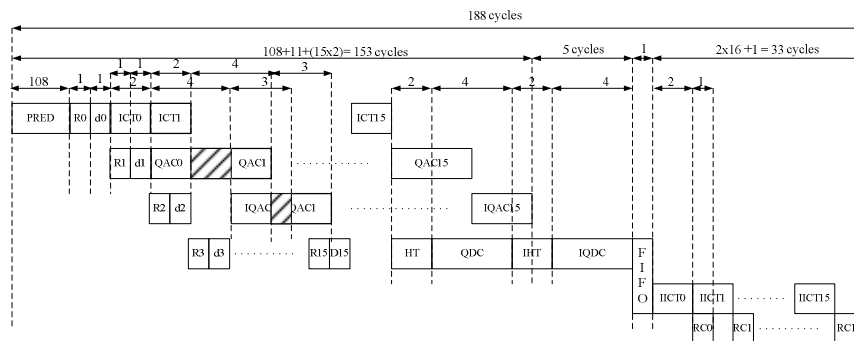 188 cycles
108+11+(15x2)= 153 cycles
5 cycles
1
2x16 +1 = 33 cycles
1 1 2 4 3
108 1 1 2 4 3 2 4 2 4 2 1
PRED R0 d0 ICT0 ICT1 ICT15
R1 d1 QAC0 QAC1 QAC15
R2 d2 IQAC QAC1 IQAC15
R3 d3 R15 D15 HT QDC IHT IQDC
F
I
F
O
IICT0 IICT1 IICT15
RC0 RC1 RC1